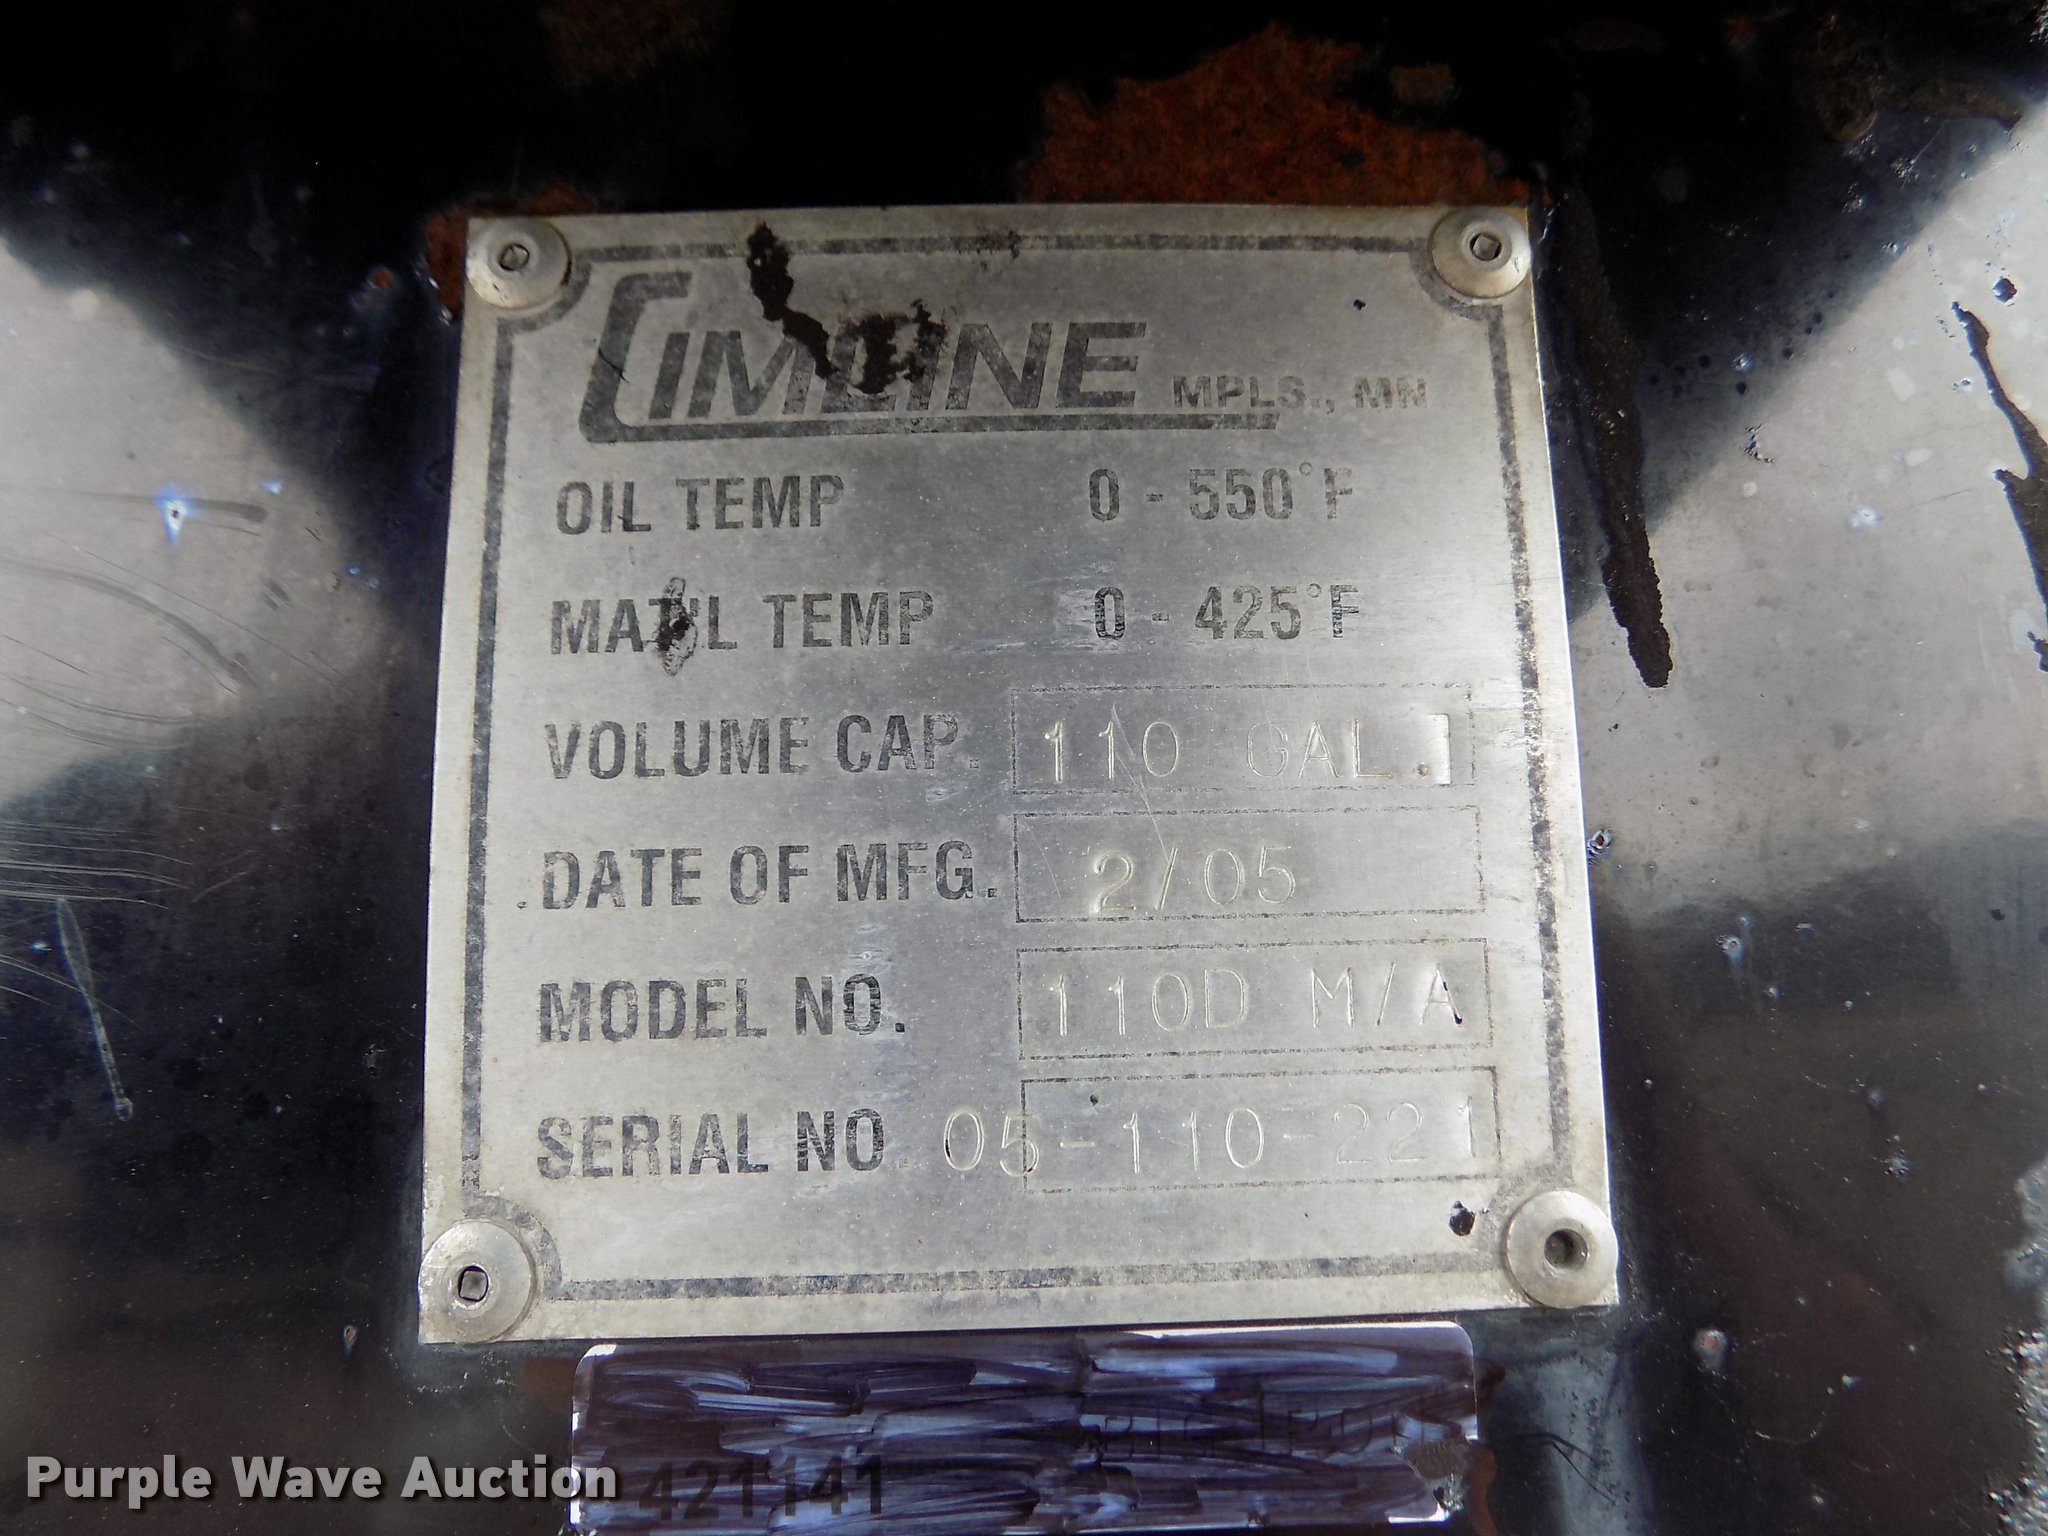 CIMLINE MPLS., MN
OIL TEMP 0 - 550°F
MAT'L TEMP 0 - 425°F
VOLUME CAP. 110 GAL.
DATE OF MFG. 2/05
MODEL NO. 110D M/A
SERIAL NO. 05-110-221
421141
Purple Wave Auction